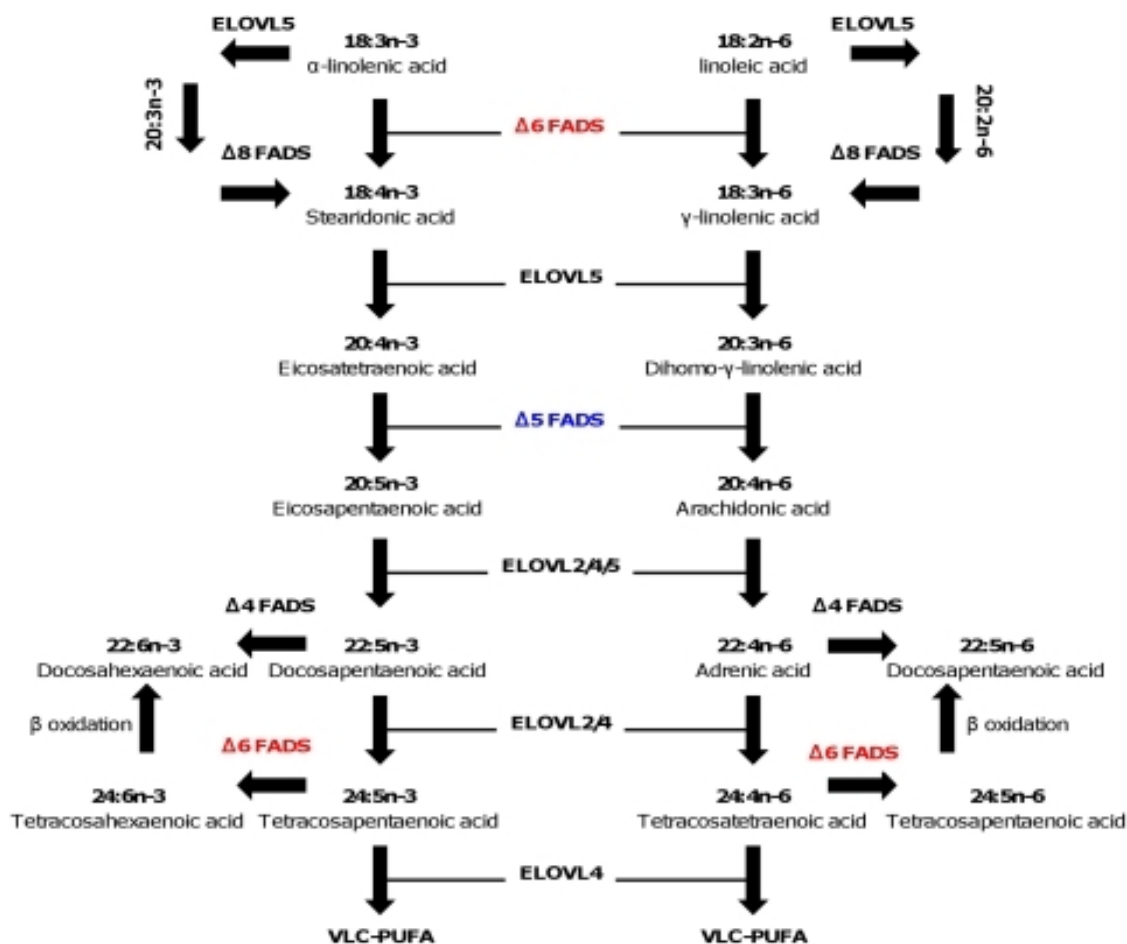 ELOVL5
18:3n-3
α-linolenic acid
18:2n-6
linoleic acid
ELOVL5
20:3n-3
Δ6 FADS
20:2n-6
Δ8 FADS
Δ8 FADS
18:4n-3
Stearidonic acid
18:3n-6
γ-linolenic acid
ELOVL5
20:4n-3
Eicosatetraenoic acid
20:3n-6
Dihomo-γ-linolenic acid
Δ5 FADS
20:5n-3
Eicosapentaenoic acid
20:4n-6
Arachidonic acid
ELOVL2/4/5
Δ4 FADS
Δ4 FADS
22:6n-3
Docosahexaenoic acid
22:5n-3
Docosapentaenoic acid
22:4n-6
Adrenic acid
22:5n-6
Docosapentaenoic acid
β oxidation
ELOVL2/4
β oxidation
Δ6 FADS
Δ6 FADS
24:6n-3
Tetracosahexaenoic acid
24:5n-3
Tetracosapentaenoic acid
24:4n-6
Tetracosatetraenoic acid
24:5n-6
Tetracosapentaenoic acid
ELOVL4
VLC-PUFA
VLC-PUFA